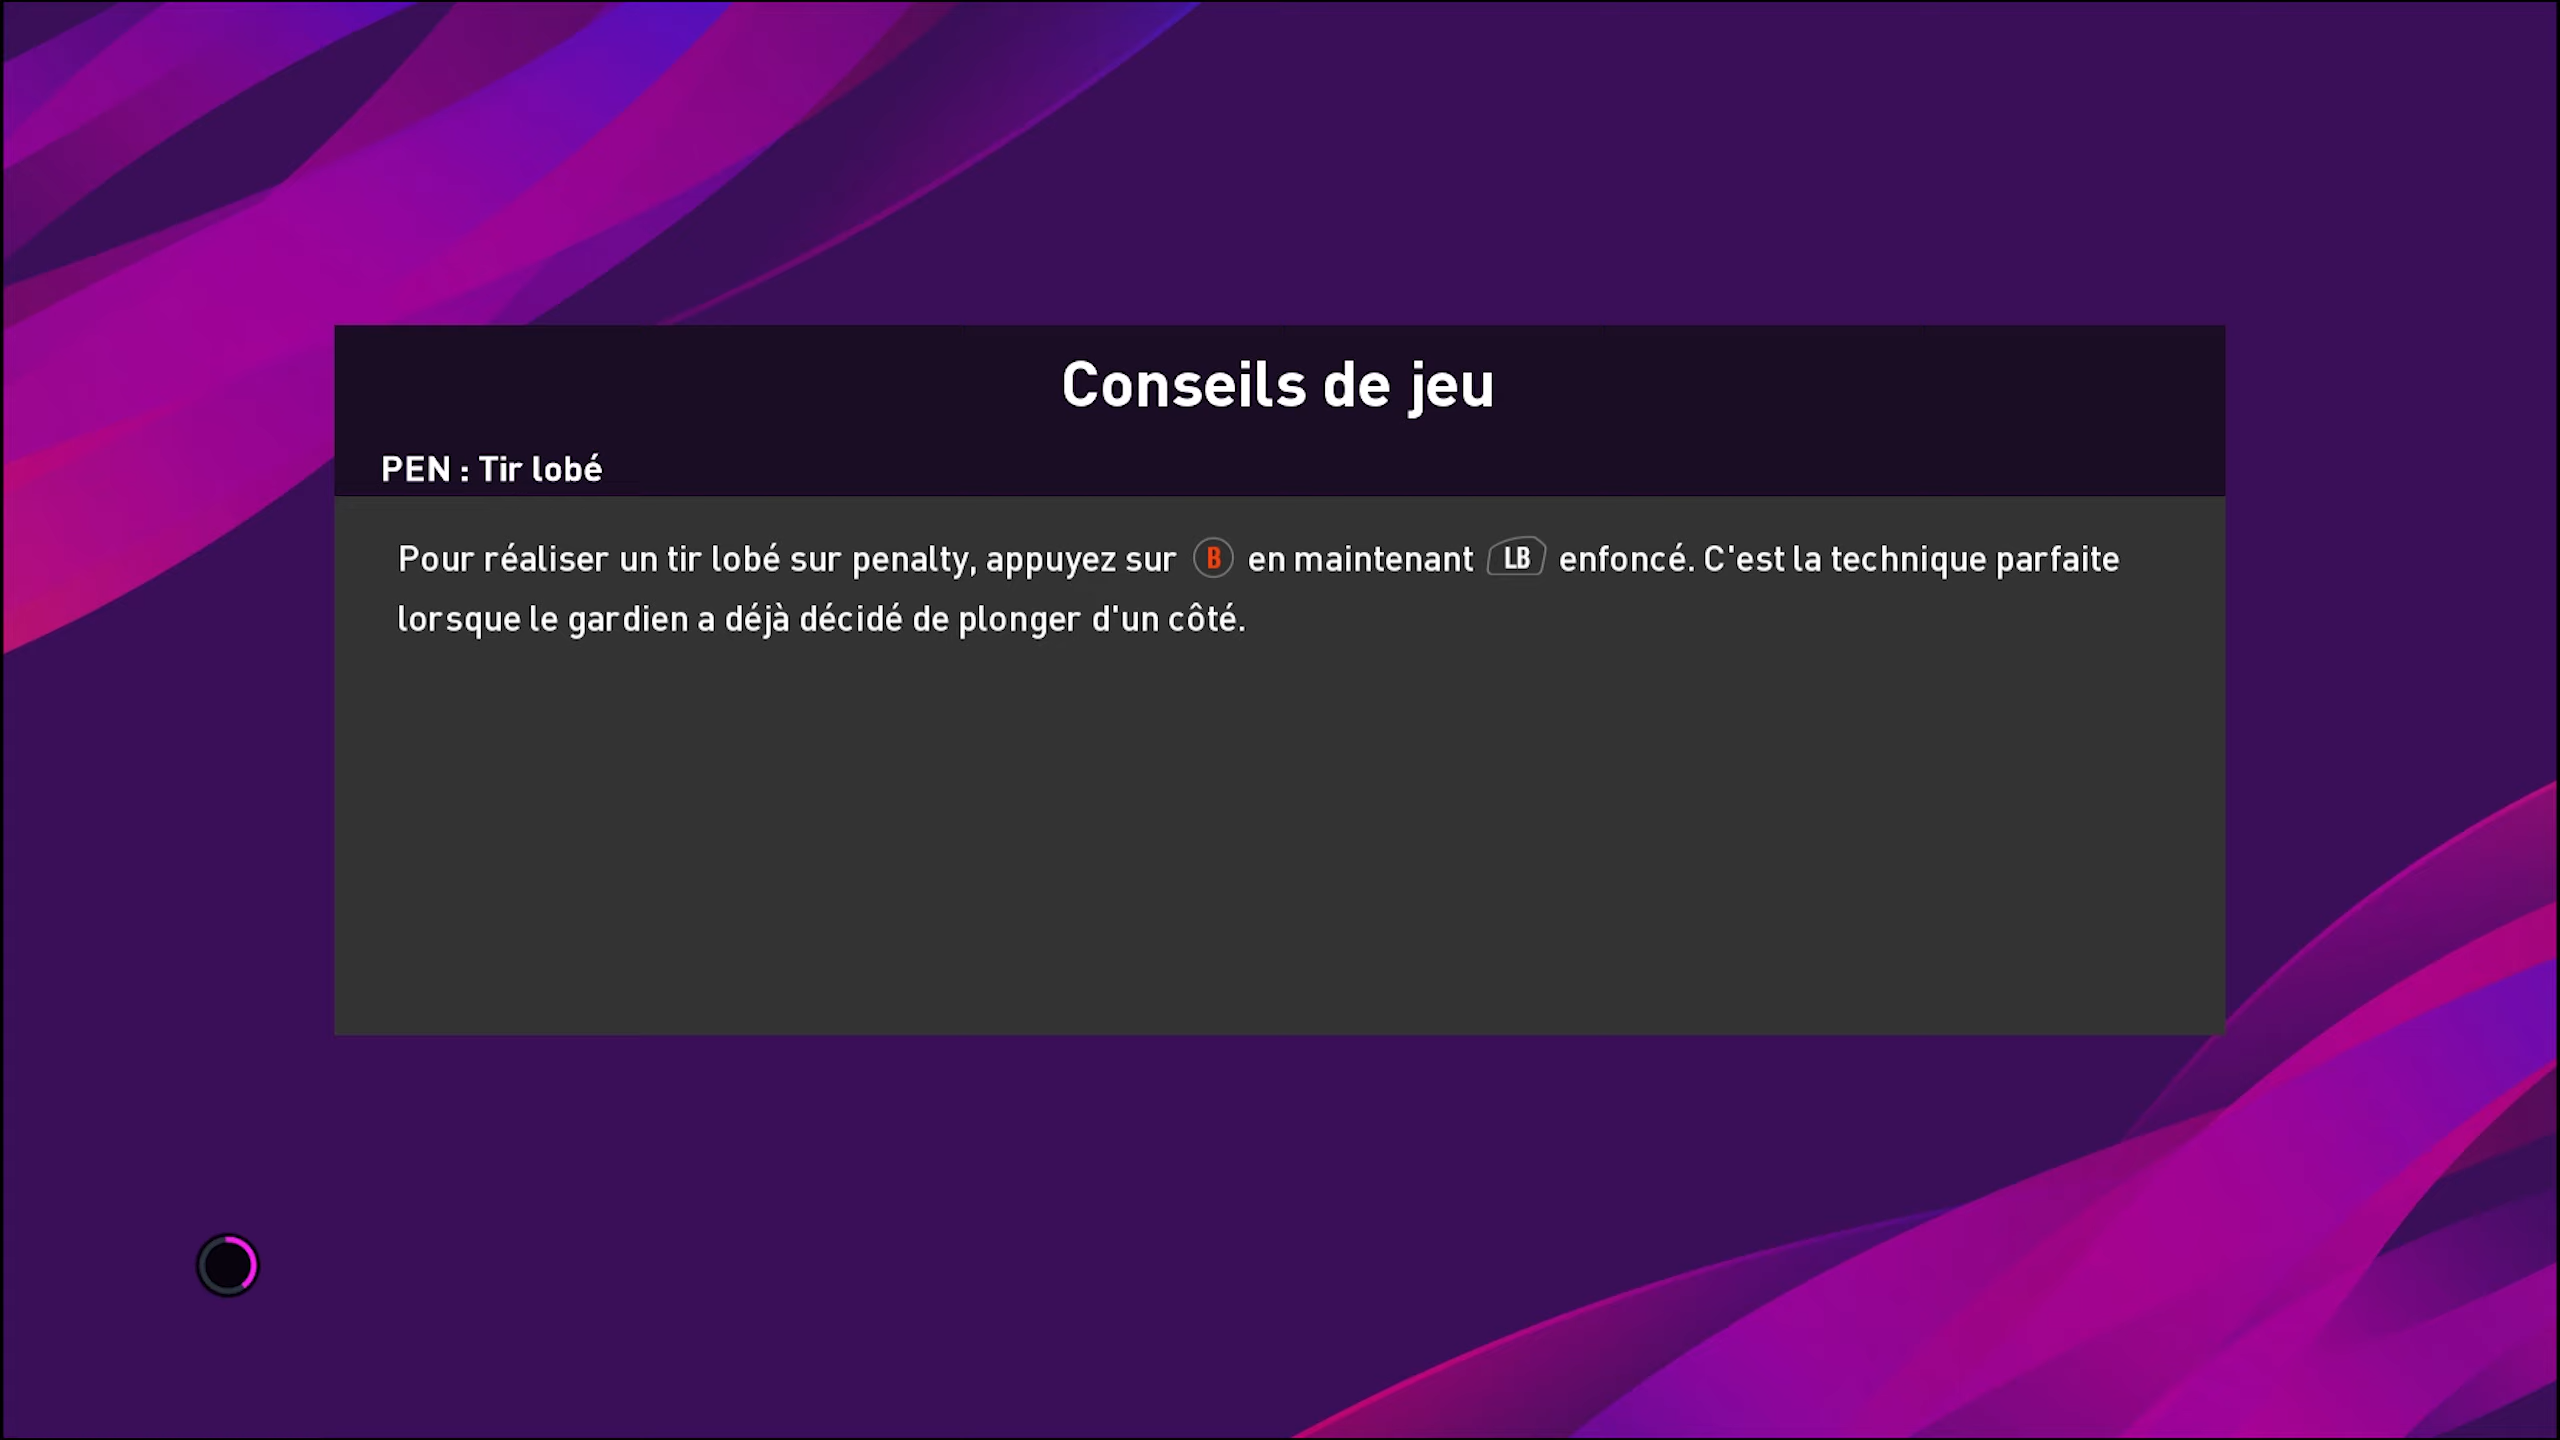 Conseils de jeu
PEN : Tir lobé
Pour réaliser un tir lobé sur penalty, appuyez sur B en maintenant LB enfoncé. C'est la technique parfaite
lorsque le gardien a déjà décidé de plonger d'un côté.